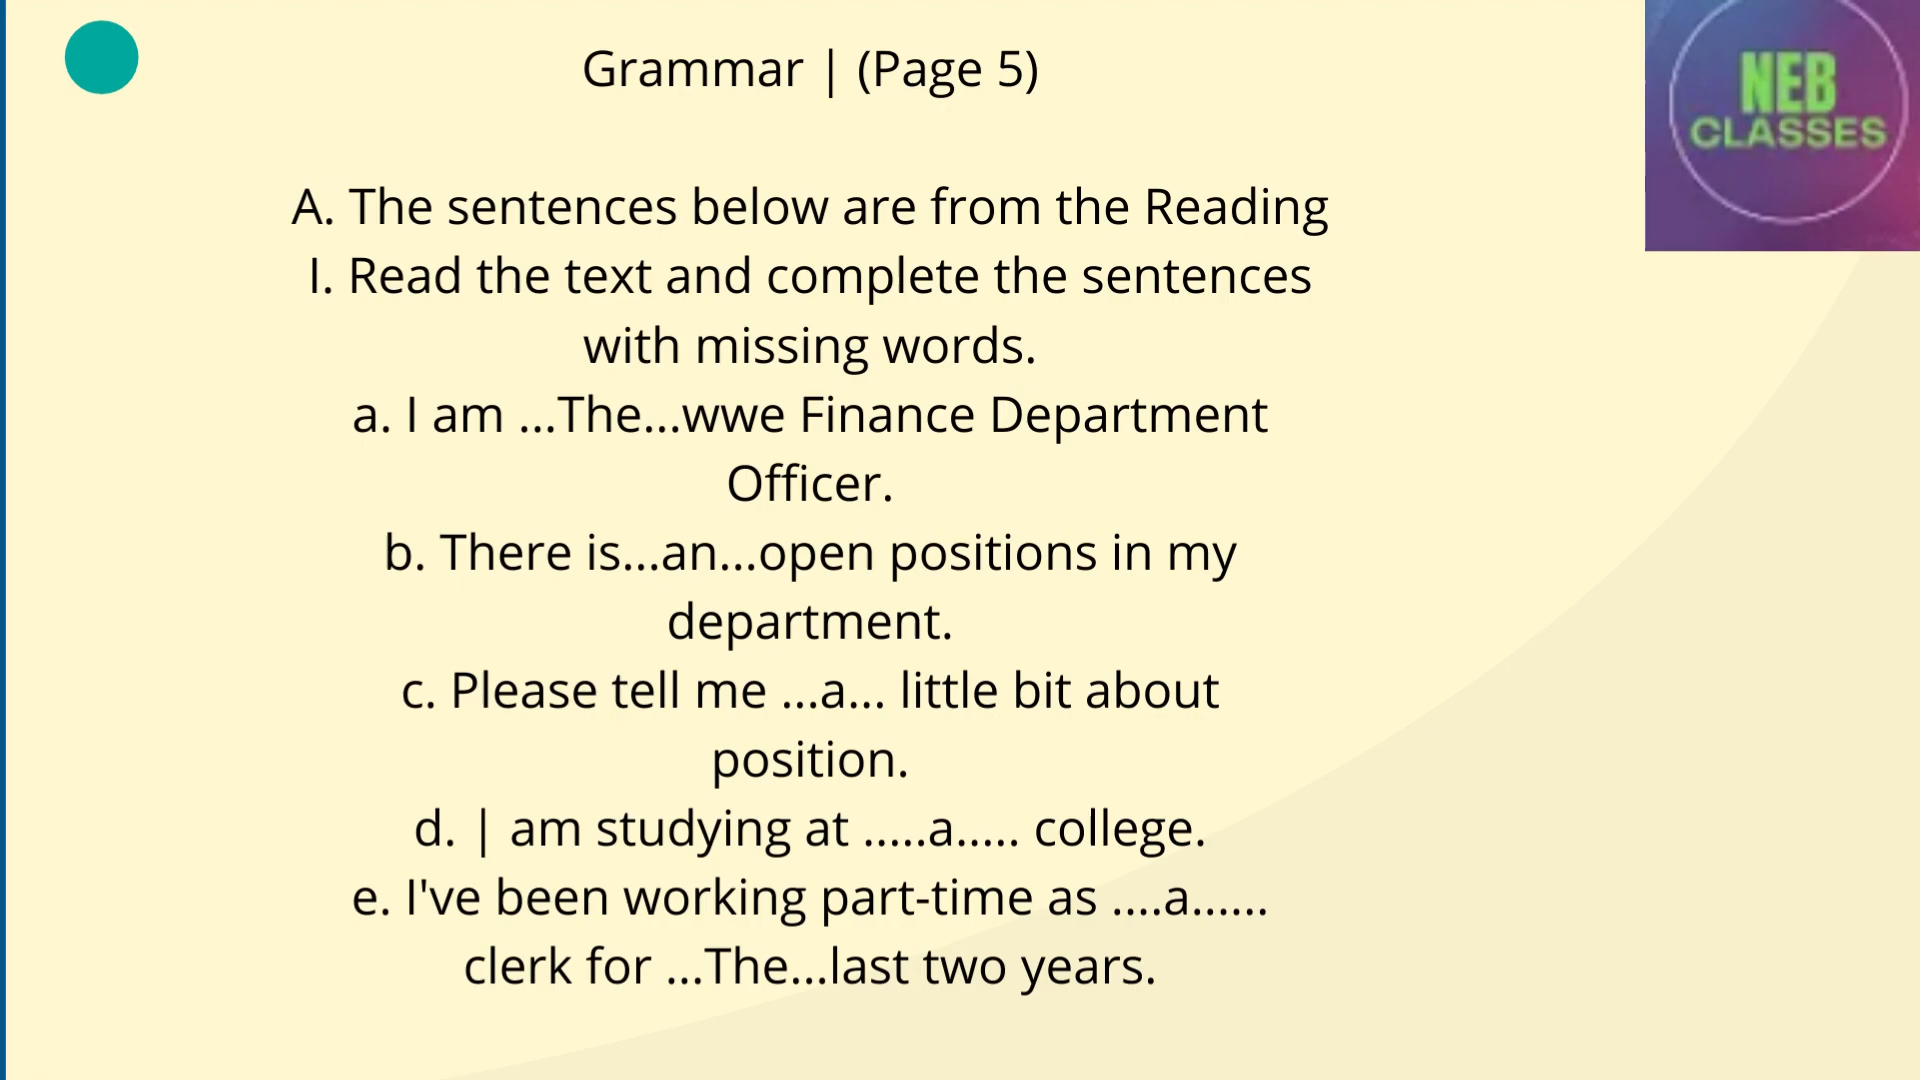 Grammar | (Page 5)
NEB
CLASSES
A. The sentences below are from the Reading
I. Read the text and complete the sentences
with missing words.
a. I am ...The...wwe Finance Department
Officer.
b. There is...an...open positions in my
department.
c. Please tell me ...a... little bit about
position.
d. | am studying at .....a..... college.
e. I've been working part-time as ....a......
clerk for ...The...last two years.